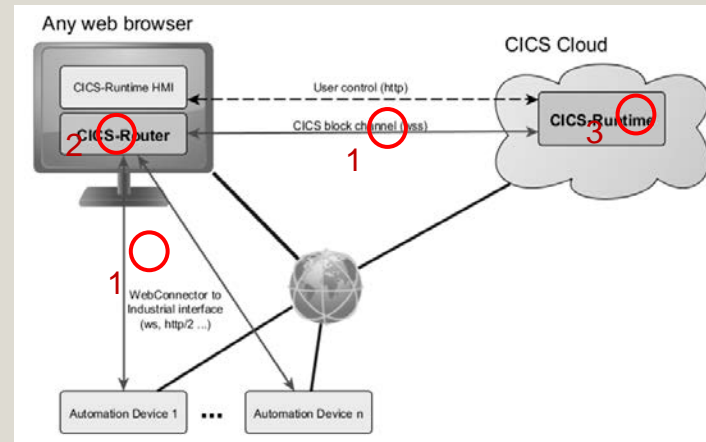 Any web browser
CICS Cloud
CICS-Runtime HMI
User control (http)
CICS-Router
2
CICS block channel (wss)
1
CICS-Runtime
3
1
WebConnector to
Industrial interface
(ws, http/2 ...)
Automation Device 1
...
Automation Device n